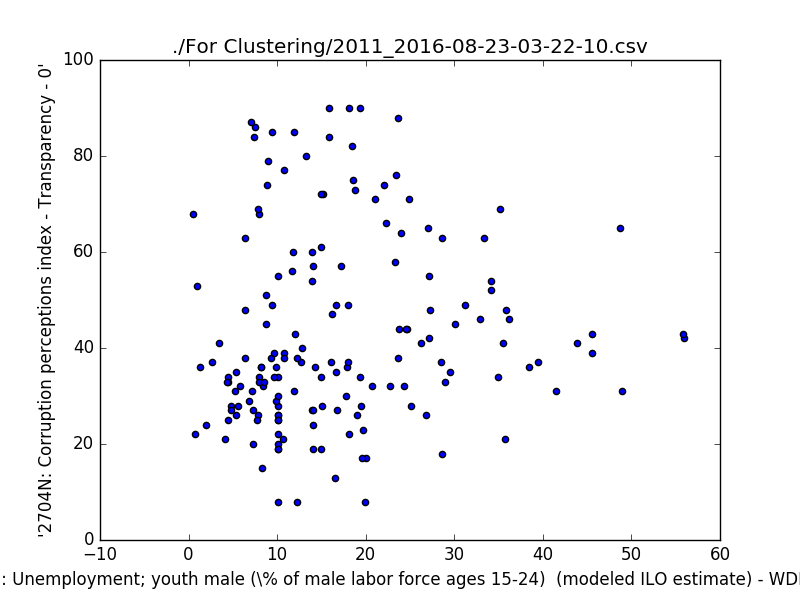 ./For Clustering/2011_2016-08-23-03-22-10.csv
'2704N: Corruption perceptions index - Transparency - 0'
100
80
60
40
20
0
−10 0 10 20 30 40 50 60
: Unemployment; youth male (\% of male labor force ages 15-24) (modeled ILO estimate) -